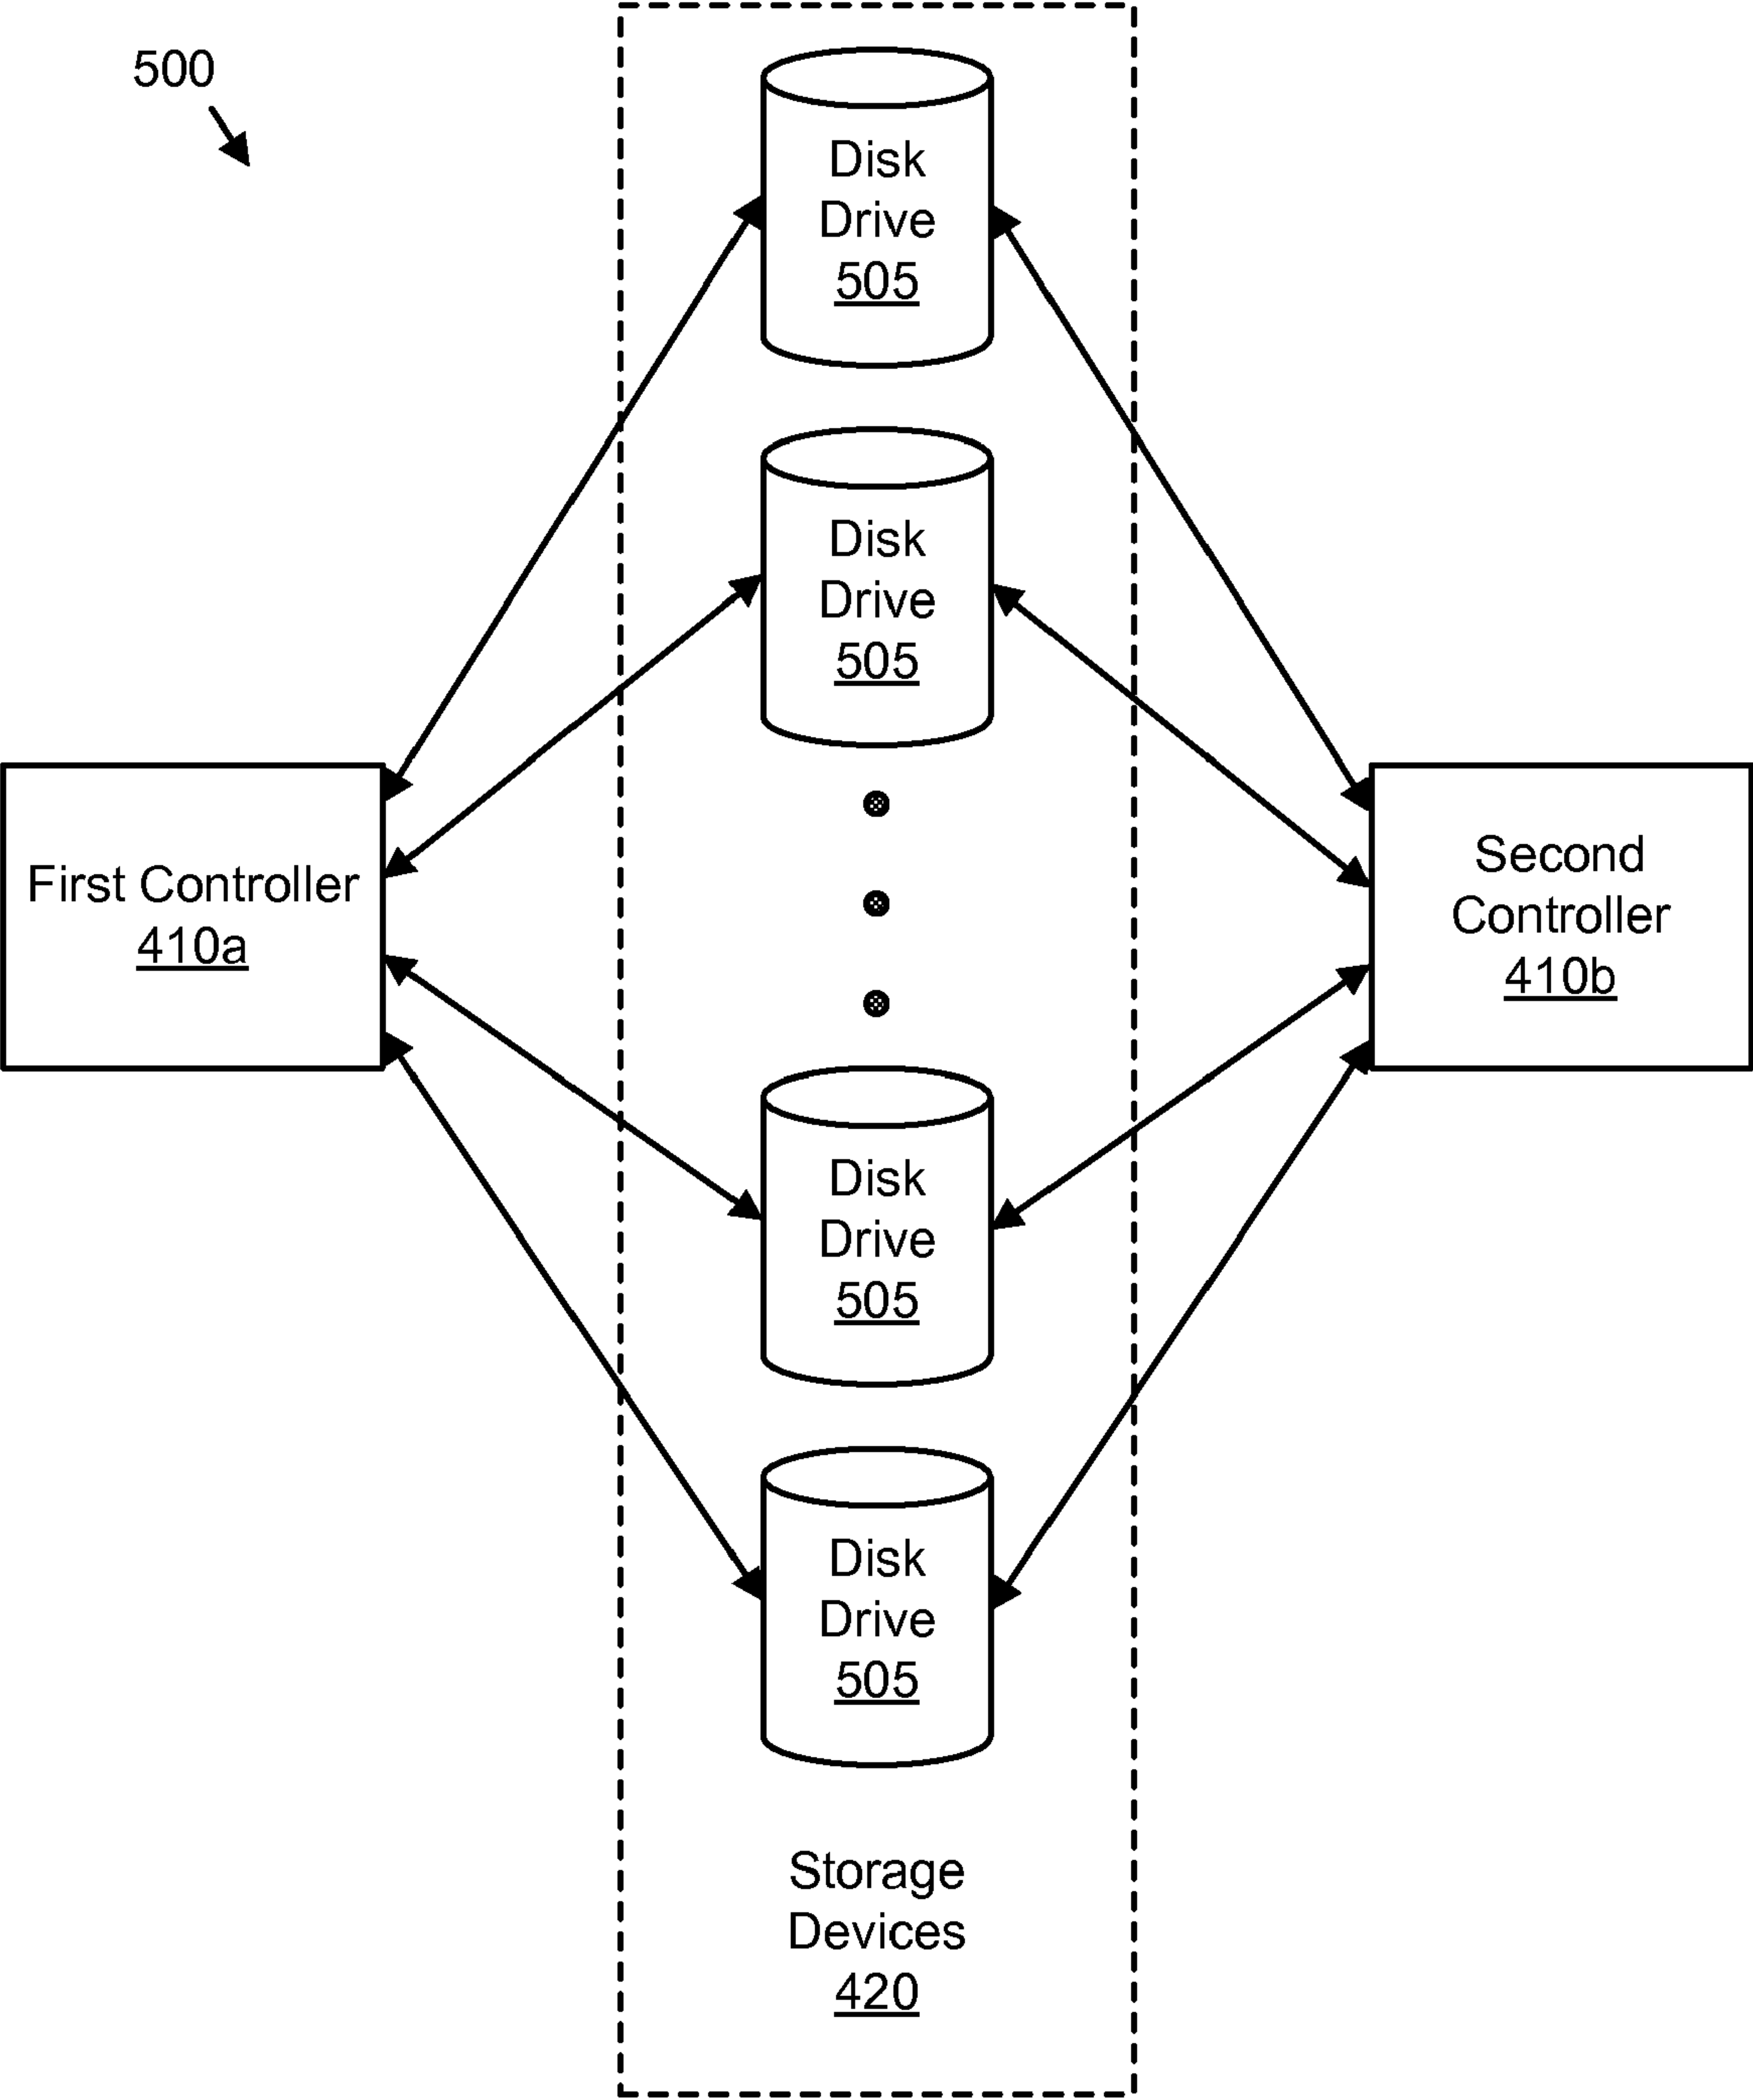 500
Disk
Drive
505
Disk
Drive
505
First Controller
410a
Second
Controller
410b
Disk
Drive
505
Disk
Drive
505
Storage
Devices
420